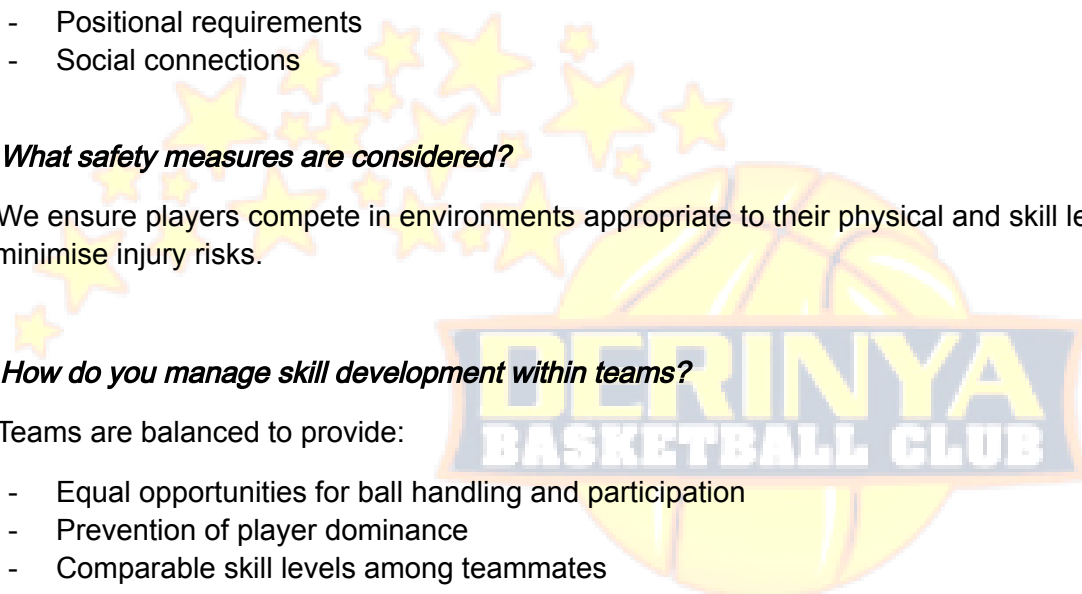 - Positional requirements
- Social connections
What safety measures are considered?
We ensure players compete in environments appropriate to their physical and skill
minimise injury risks.
How do you manage skill development within teams?
DERINYA
BASKETBALL CLUB
Teams are balanced to provide:
- Equal opportunities for ball handling and participation
- Prevention of player dominance
- Comparable skill levels among teammates